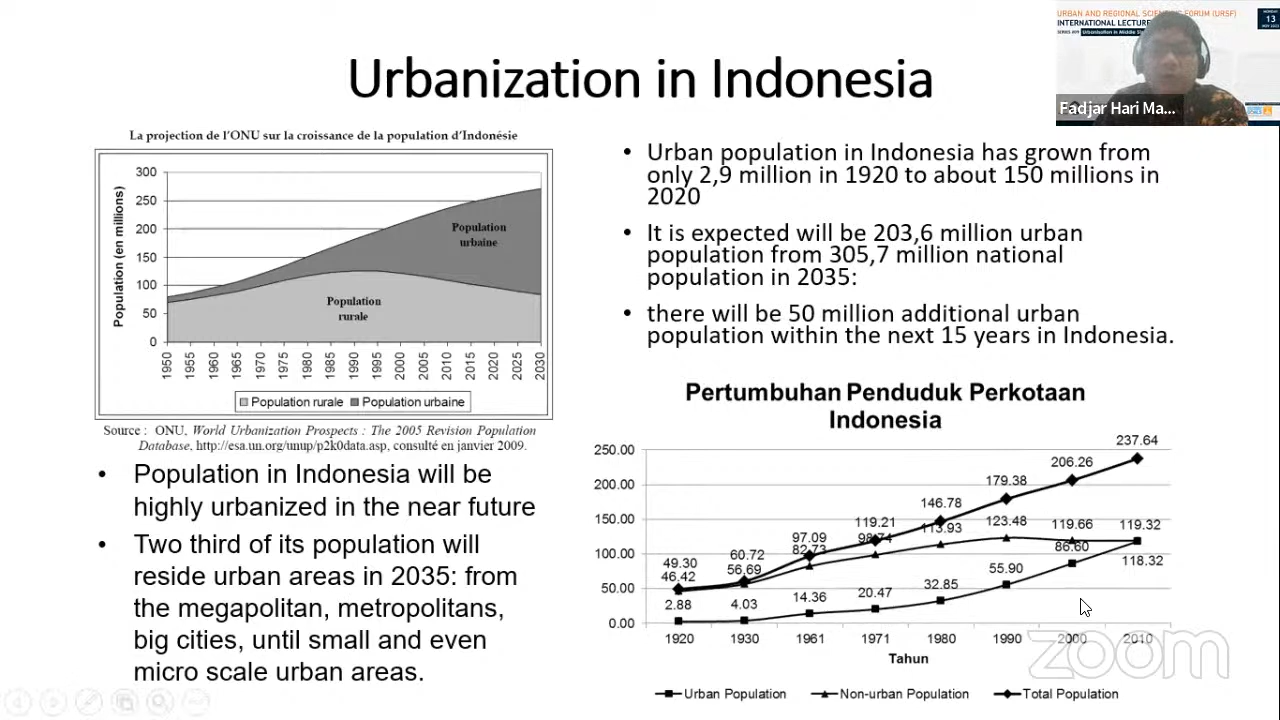 Urbanization in Indonesia
URBAN AND REGIONAL SCIENTIFIC FORUM (URSF)
INTERNATIONAL LECTURE
MONDAY
13
Fadjar Hari Ma...
La projection de l'ONU sur la croissance de la population d'Indonésie
Population (en millions)
300
250
200
150
100
50
0
Population
urbaine
Population
rurale
1950 1955 1960 1965 1970 1975 1980 1985 1990 1995 2000 2005 2010 2015 2020 2025 2030
Population rurale Population urbaine
Source : ONU, World Urbanization Prospects : The 2005 Revision Population
Database, http://esa.un.org/unup/p2k0data.asp, consulté en janvier 2009.
• Population in Indonesia will be
highly urbanized in the near future
• Two third of its population will
reside urban areas in 2035: from
the megapolitan, metropolitans,
big cities, until small and even
micro scale urban areas.
• Urban population in Indonesia has grown from
only 2,9 million in 1920 to about 150 millions in
2020
• It is expected will be 203,6 million urban
population from 305,7 million national
population in 2035:
• there will be 50 million additional urban
population within the next 15 years in Indonesia.
Pertumbuhan Penduduk Perkotaan
Indonesia
250.00
200.00
150.00
100.00
50.00
0.00
49.30 60.72 97.09 119.21 146.78 179.38 206.26 237.64
46.42 56.69 82.73 98.74 113.93 123.48 119.66 119.32
2.88 4.03 14.36 20.47 32.85 55.90 86.60 118.32
1920 1930 1961 1971 1980 1990 2000 2010
Tahun
Urban Population Non-urban Population Total Population
zoom